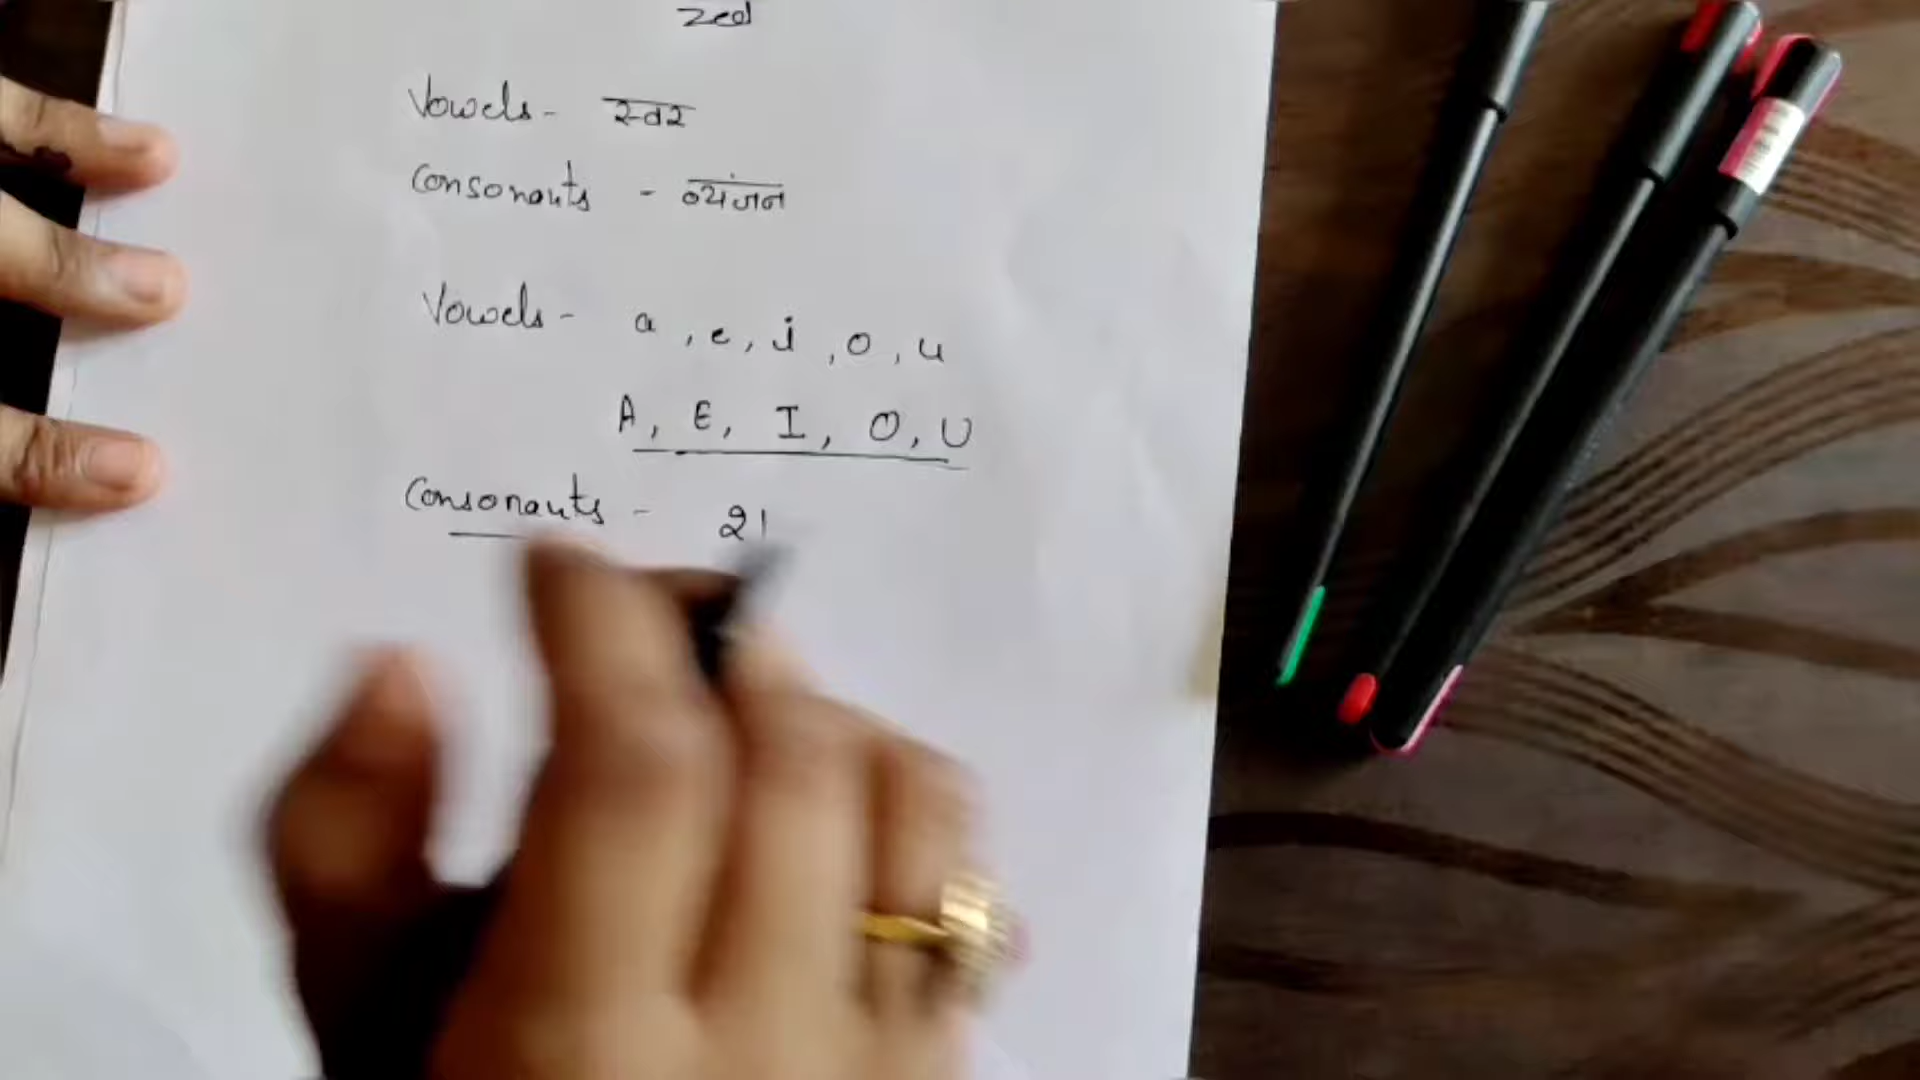 Zed
Vowels - स्वर
Consonants - व्यंजन
Vowels - a, e, i, o, u
A, E, I, O, U
Consonants - 21